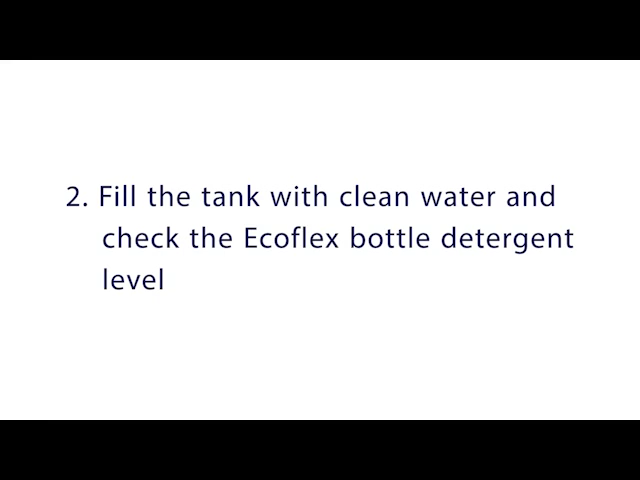 2. Fill the tank with clean water and
check the Ecoflex bottle detergent
level